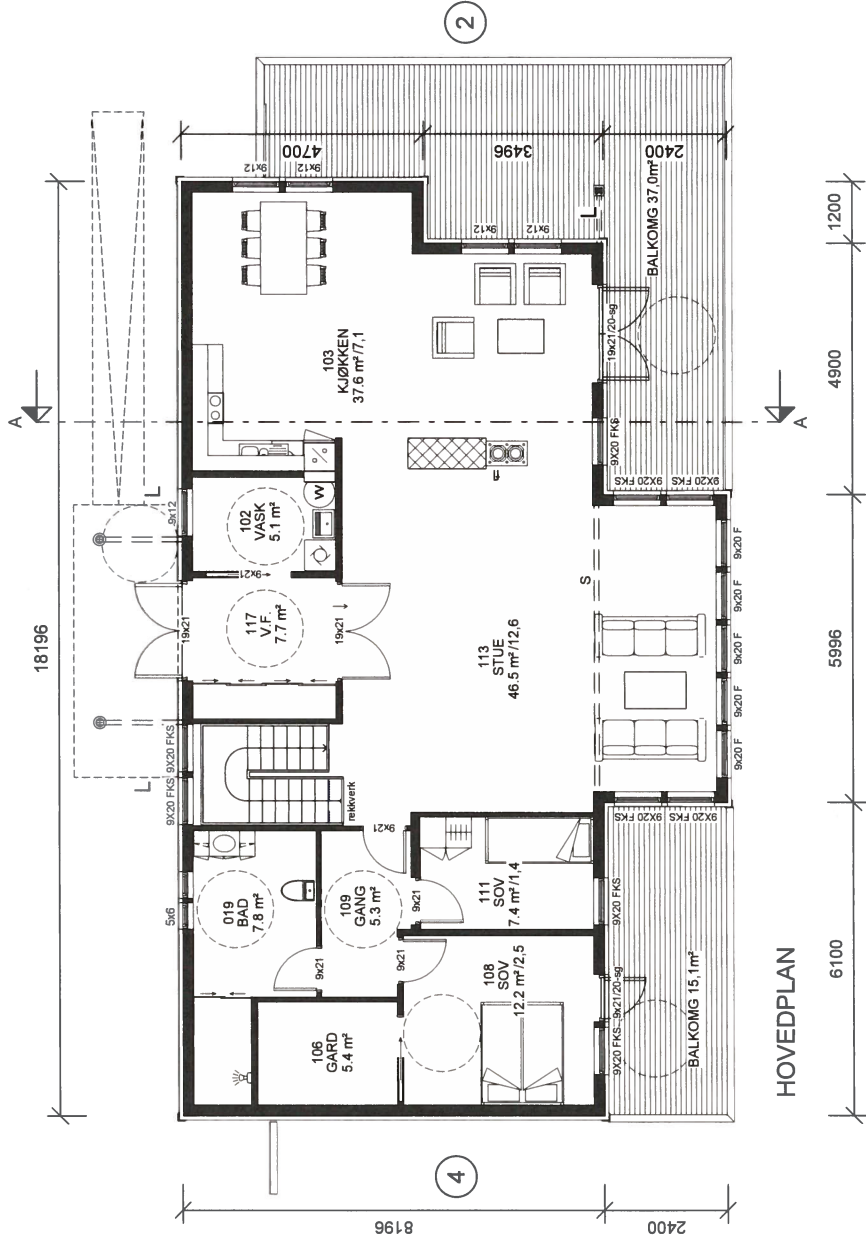 HOVEDPLAN
18196
4
2
A
A
L
L
5x6
9X20 FKS
9X20 FKS
19x21
9x12
019
BAD
7.8 m²
rekkverk
117
V.F.
7.7 m²
9x21
19x21
102
VASK
5.1 m²
W
103
KJØKKEN
37.6 m²/7,1
9x12
9x12
4700
106
GARD
5.4 m²
9x21
109
GANG
5.3 m²
9x21
9x21
9x21
108
SOV
12.2 m²/2,5
111
SOV
7.4 m²/1,4
113
STUE
46.5 m²/12,6
fl
S
9x12
9x12
3496
L
9X20 FKS
9x21/20-sg
9X20 FKS
9X20 FKS
19x21/20-sg
BALKOMG 15,1m²
9X20 FKS
9X20 FKS
9X20 FKS
9X20 FKS
BALKOMG 37,0m²
2400
9x20 F
9x20 F
9x20 F
9x20 F
9x20 F
8196
2400
6100
5996
4900
1200